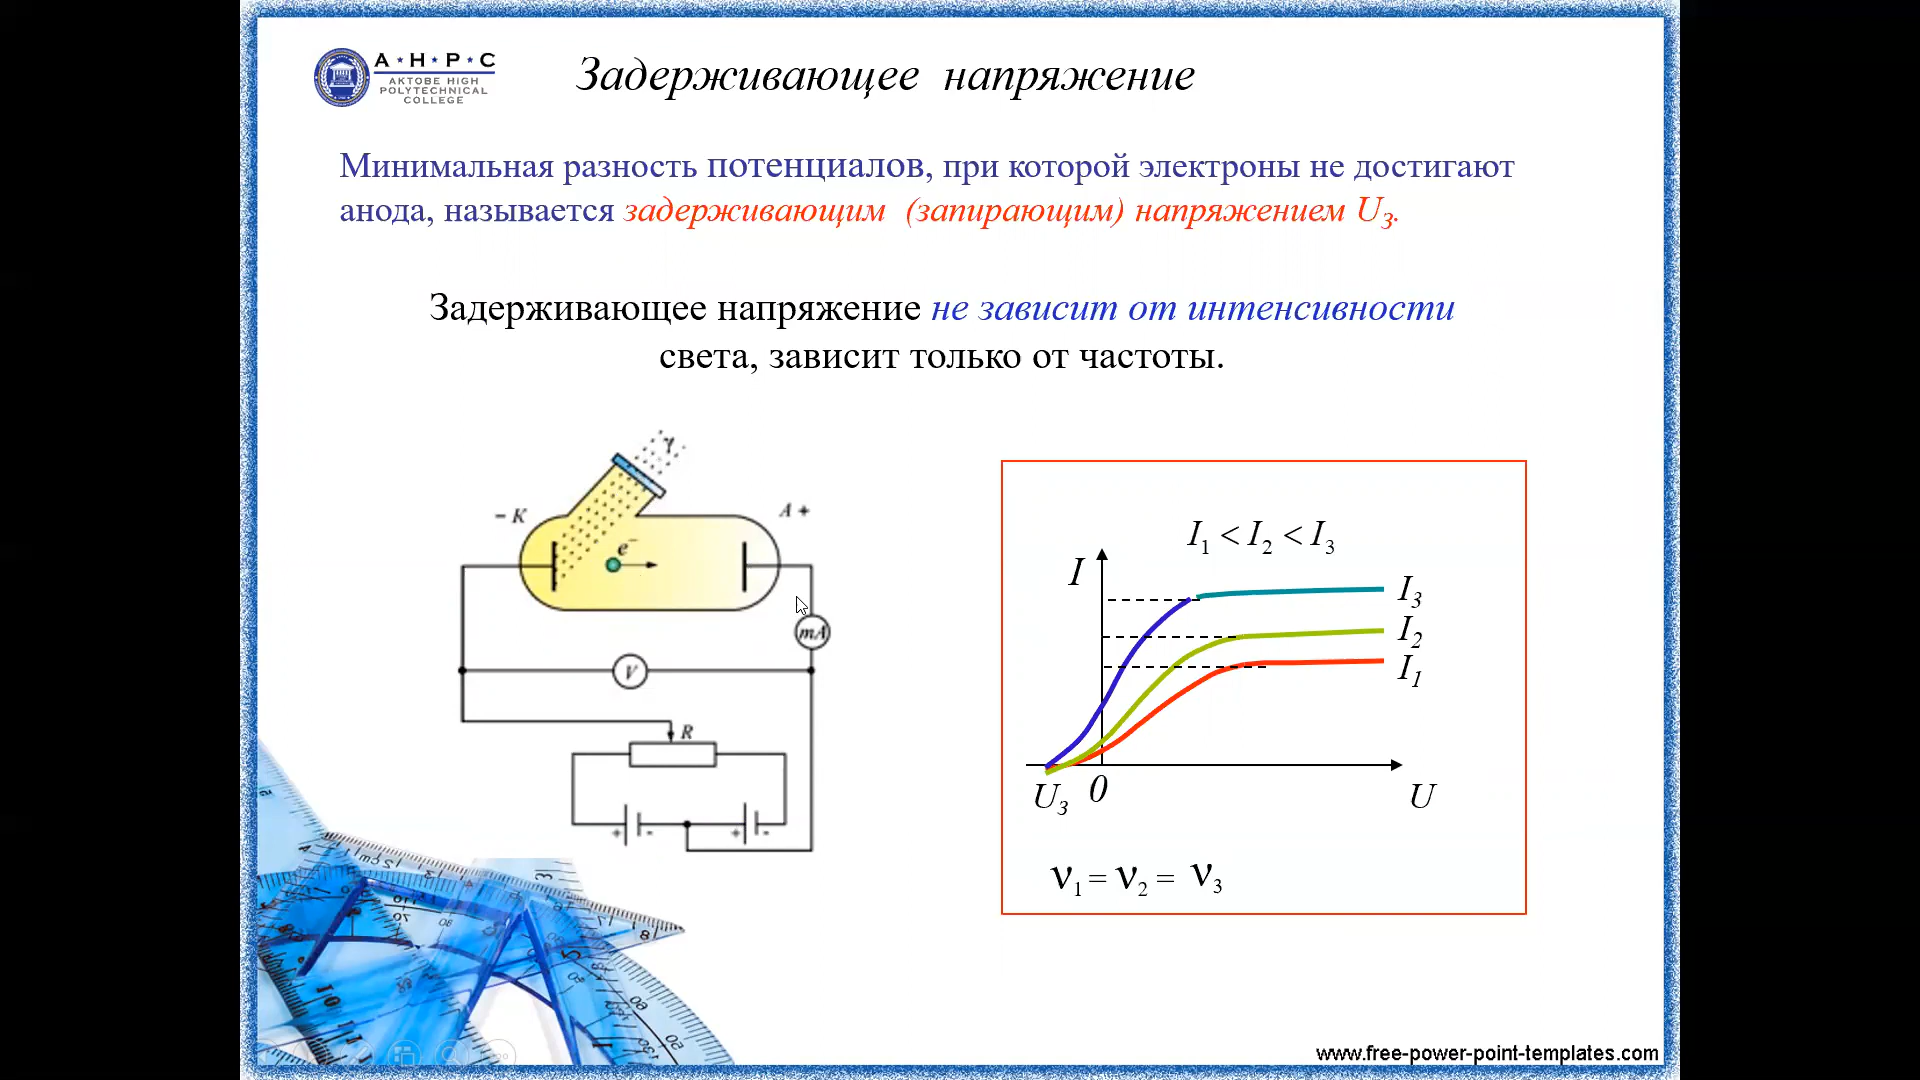 A★H★P★C
AKTOBE HIGH
POLYTECHNICAL
COLLEGE
Задерживающее напряжение
Минимальная разность потенциалов, при которой электроны не достигают
анода, называется задерживающим (запирающим) напряжением U₃.
Задерживающее напряжение не зависит от интенсивности
света, зависит только от частоты.
γ
– K
A +
e⁻
mA
V
R
+ - + -
I₁ < I₂ < I₃
I
I₃
I₂
I₁
U₃ 0 U
ν₁ = ν₂ = ν₃
www.free-power-point-templates.com